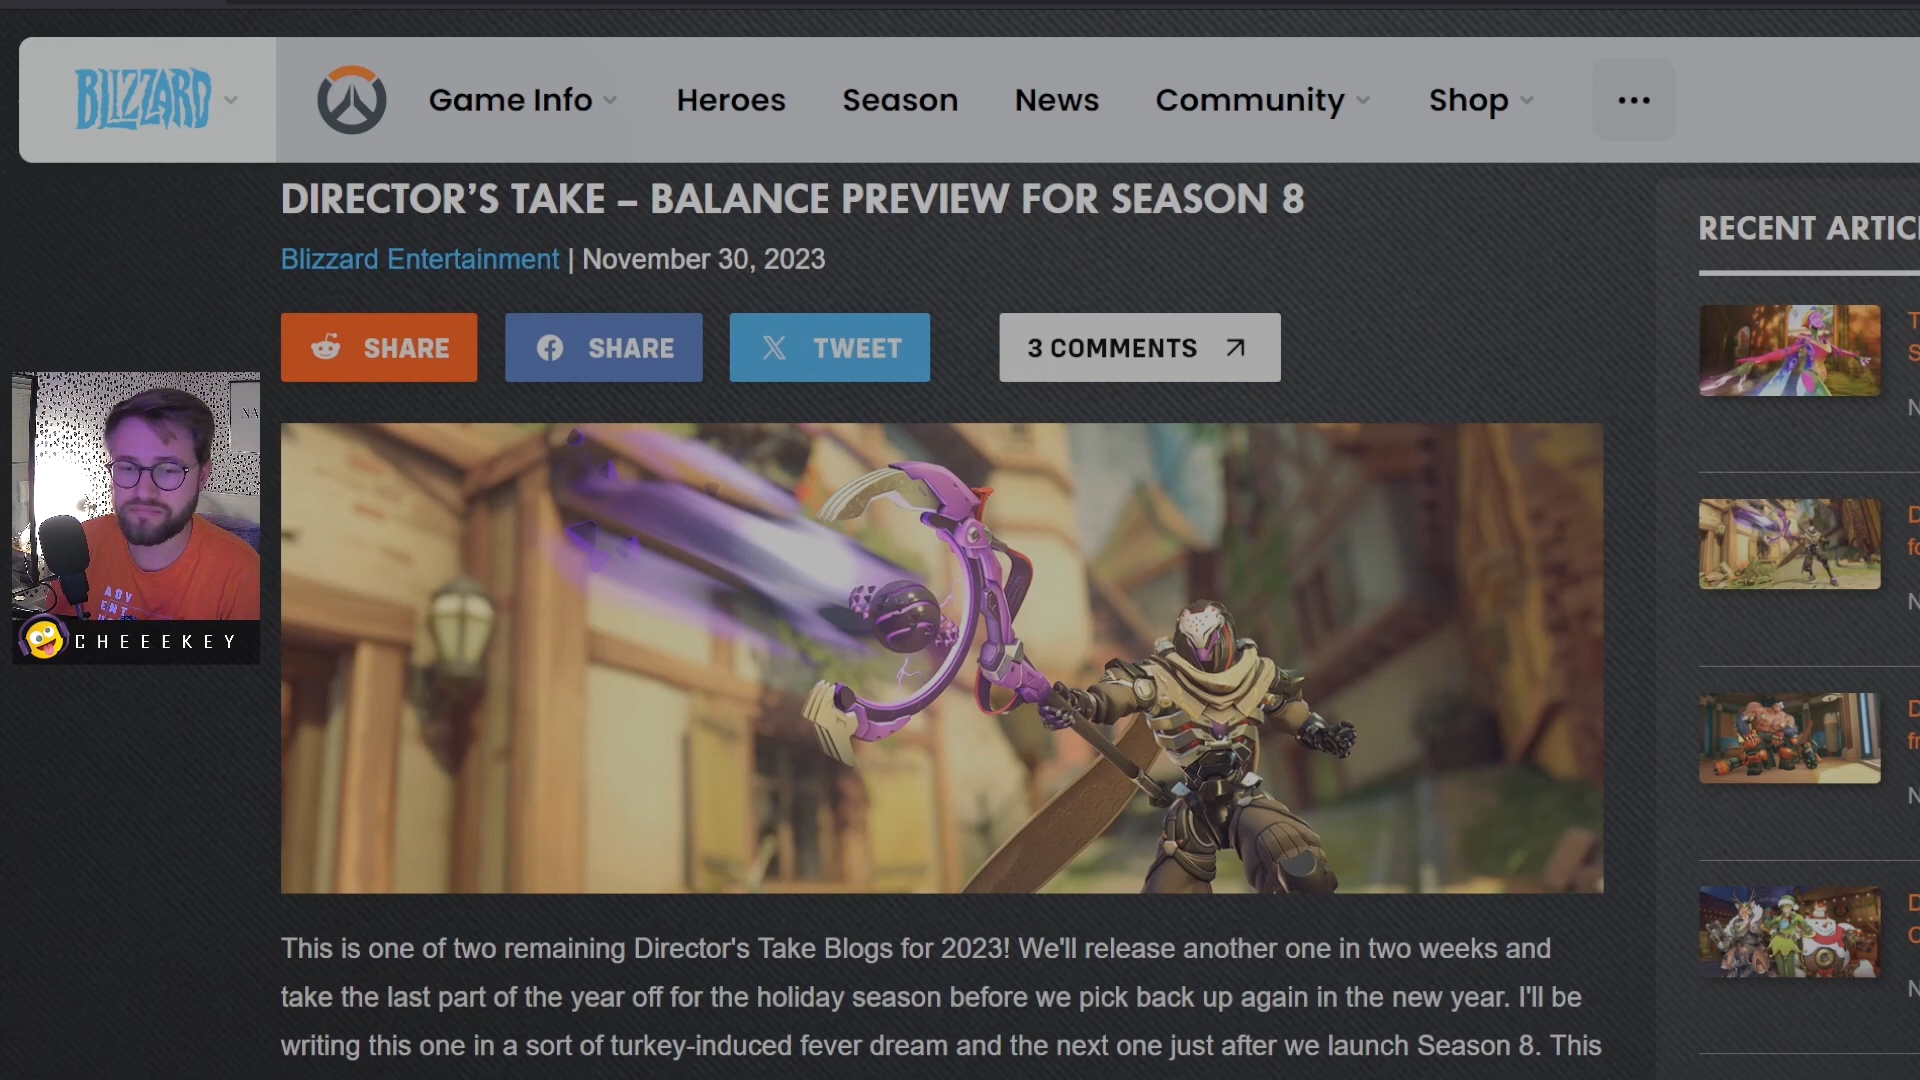 BLIZZARD
Game Info
Heroes
Season
News
Community
Shop
DIRECTOR’S TAKE – BALANCE PREVIEW FOR SEASON 8
Blizzard Entertainment | November 30, 2023
SHARE
SHARE
TWEET
3 COMMENTS
This is one of two remaining Director's Take Blogs for 2023! We'll release another one in two weeks and
take the last part of the year off for the holiday season before we pick back up again in the new year. I'll be
writing this one in a sort of turkey-induced fever dream and the next one just after we launch Season 8. This
RECENT
CHEEEKEY
ADV
ENT